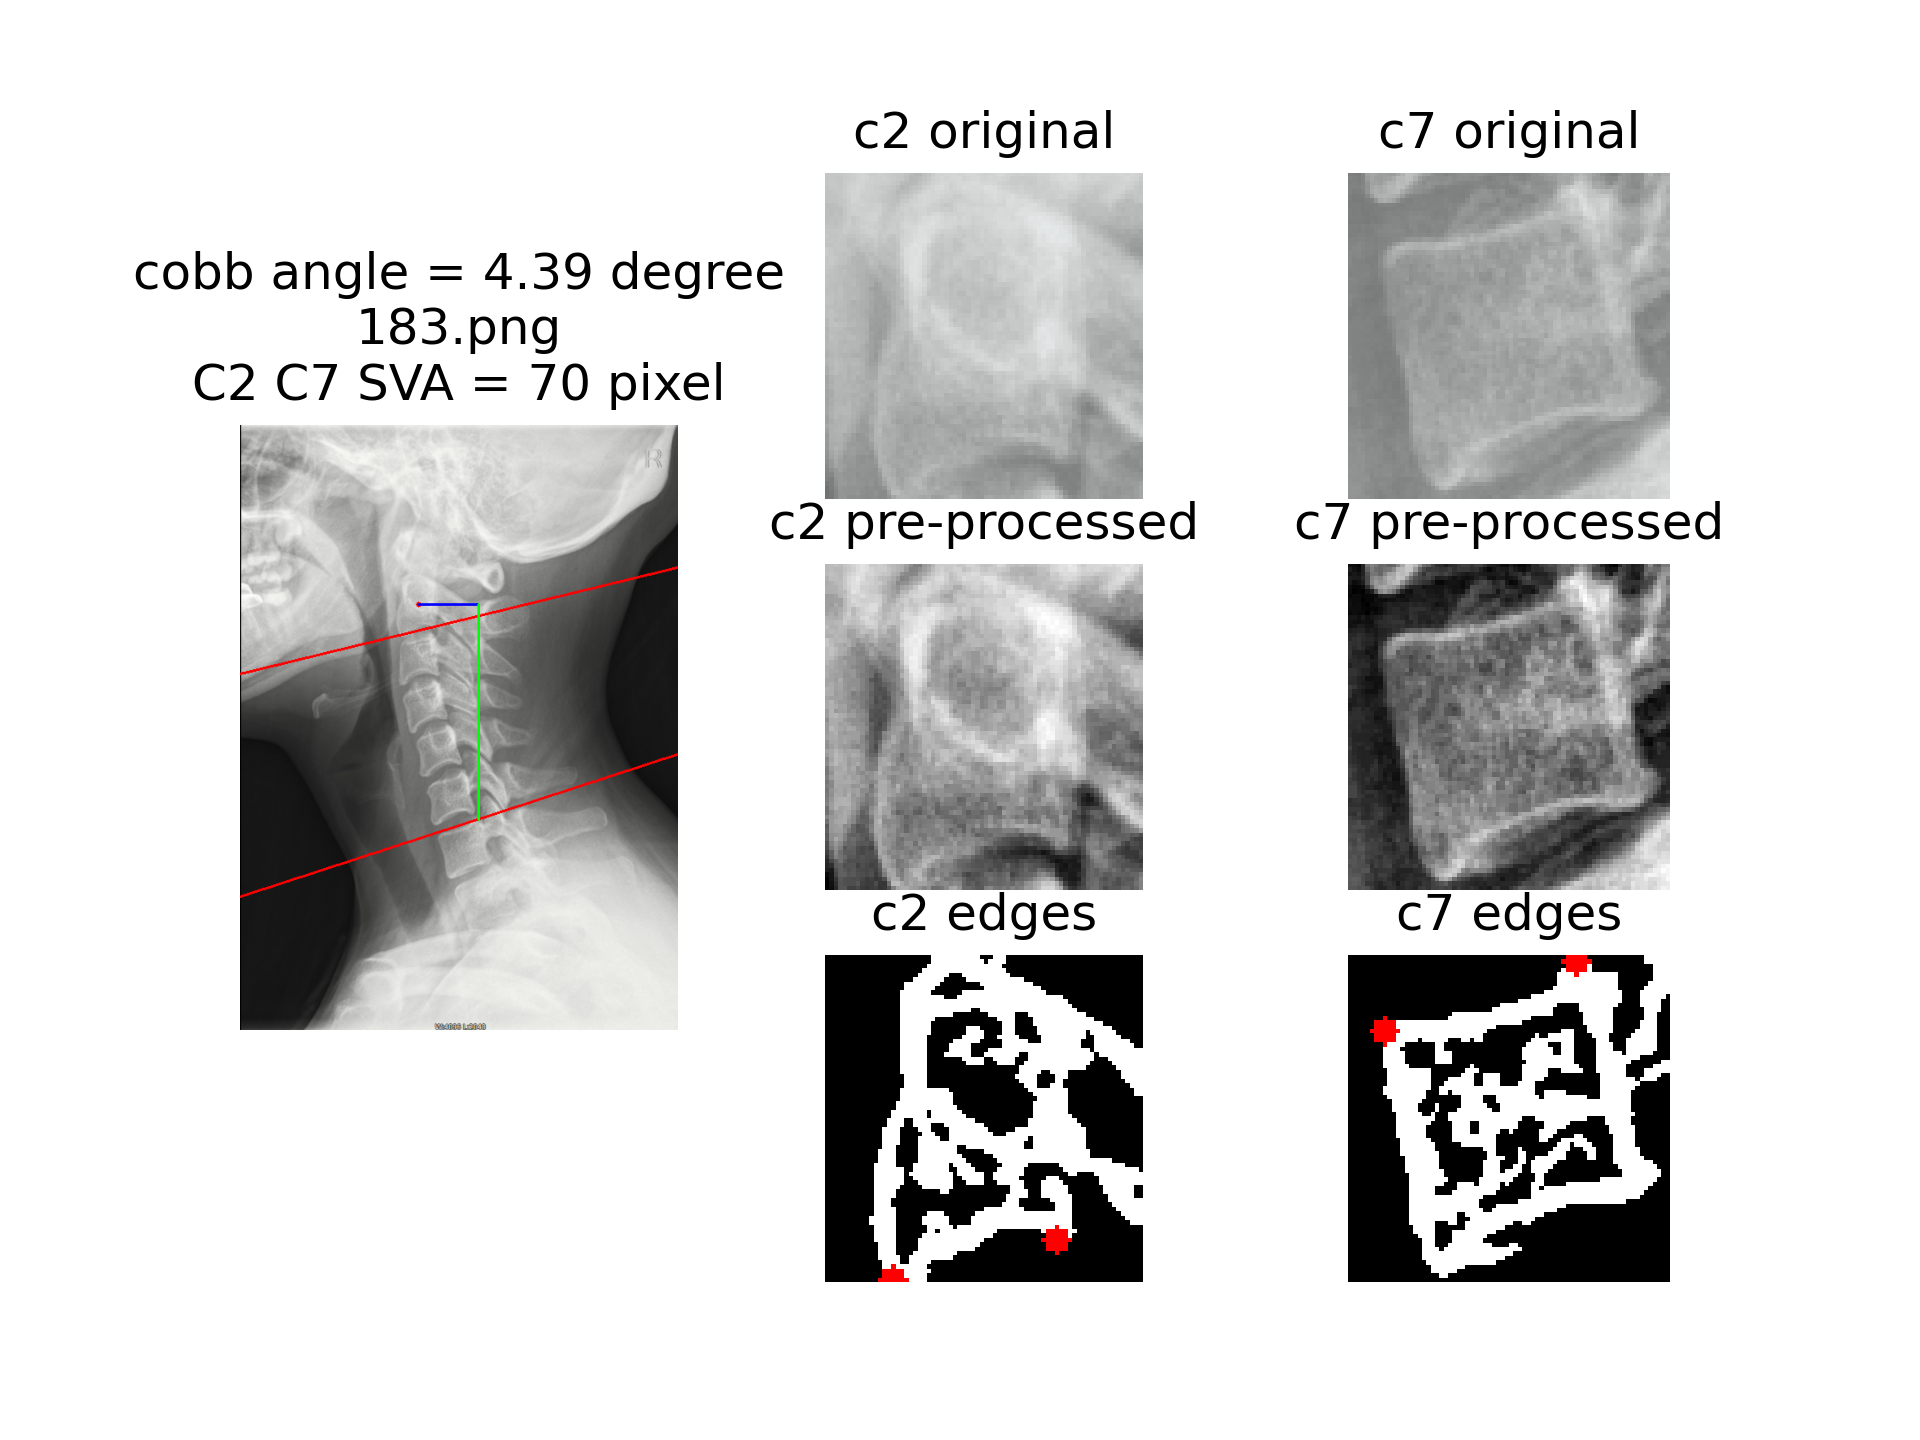 cobb angle = 4.39 degree
183.png
C2 C7 SVA = 70 pixel
R
c2 original
c7 original
c2 pre-processed
c7 pre-processed
c2 edges
c7 edges